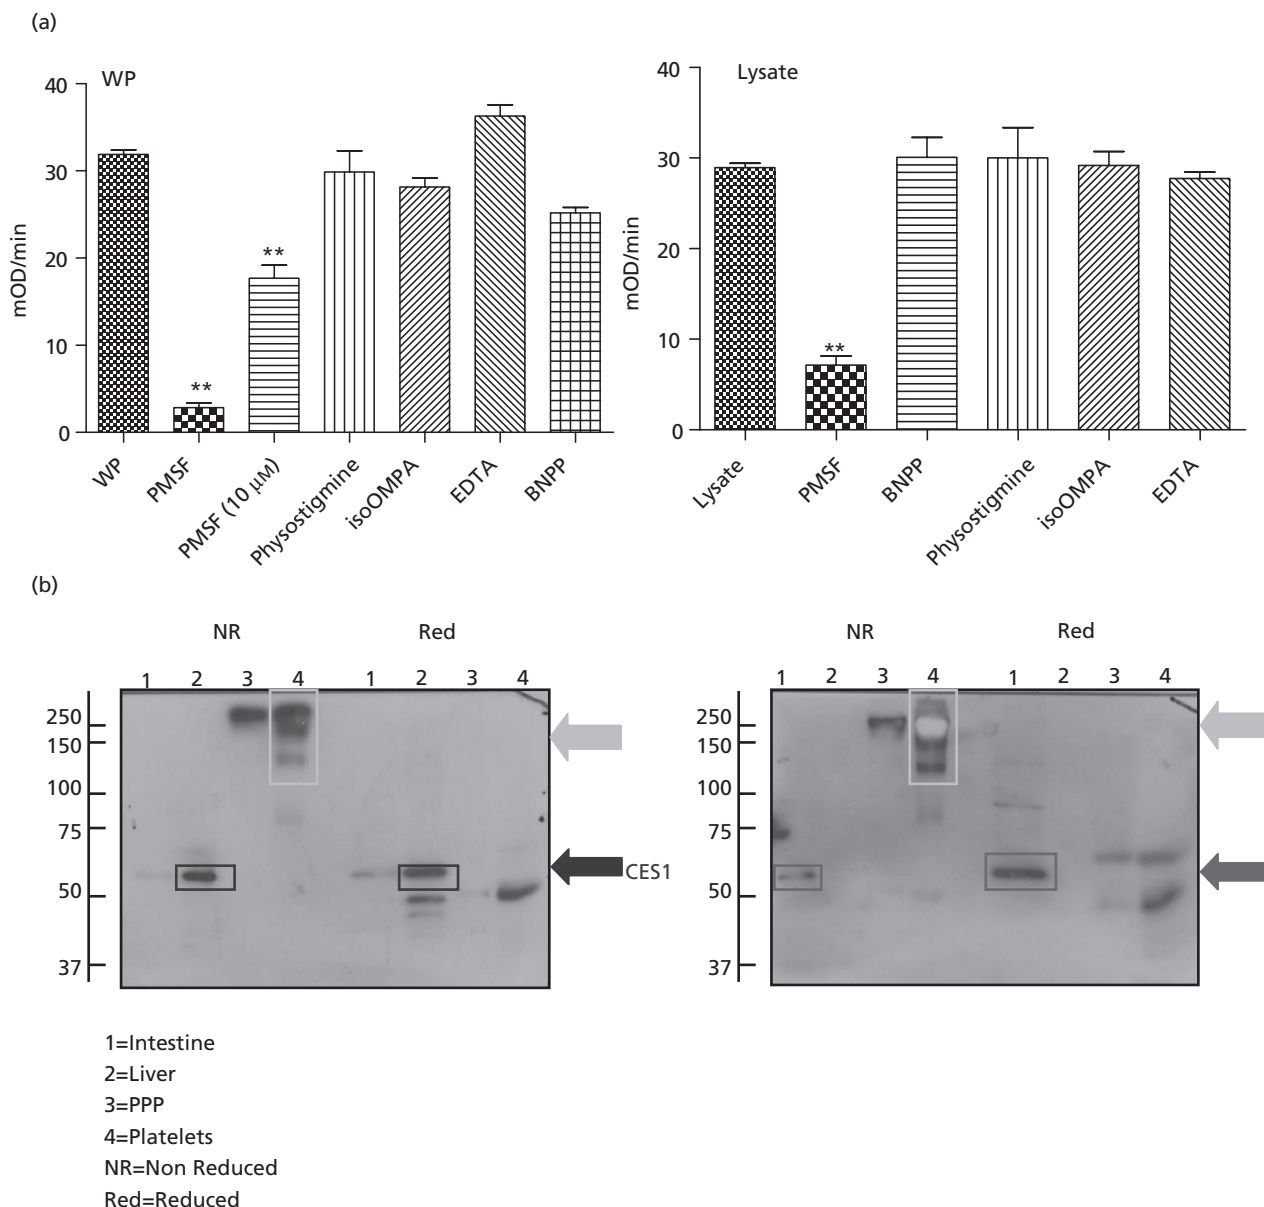 (a)
WP
40
30
20
10
0
mOD/min
**
**
WP
PMSF
PMSF (10 μM)
Physostigmine
isoOMPA
EDTA
BNPP
Lysate
40
30
20
10
0
mOD/min
**
Lysate
PMSF
BNPP
Physostigmine
isoOMPA
EDTA
(b)
NR Red
1 2 3 4 1 2 3 4
250
150
100
75
50
37
CES1
NR Red
1 2 3 4 1 2 3 4
250
150
100
75
50
37
1=Intestine
2=Liver
3=PPP
4=Platelets
NR=Non Reduced
Red=Reduced